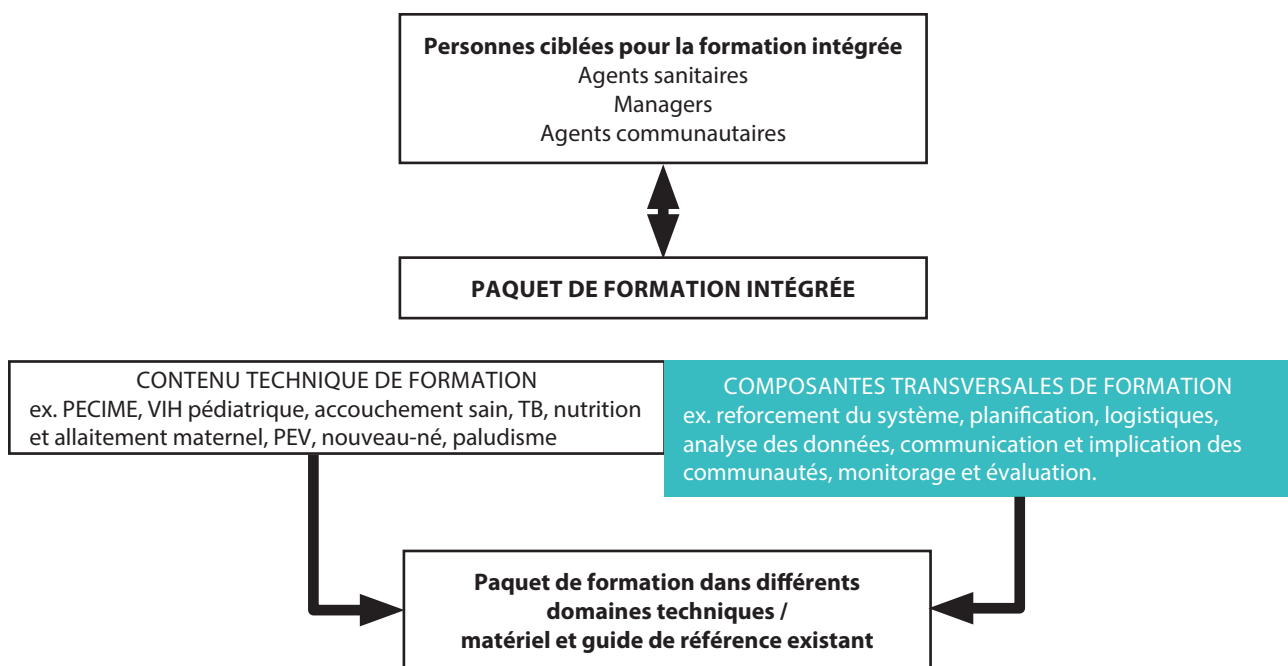 Personnes ciblées pour la formation intégrée
Agents sanitaires
Managers
Agents communautaires
PAQUET DE FORMATION INTÉGRÉE
CONTENU TECHNIQUE DE FORMATION
ex. PECIME, VIH pédiatrique, accouchement sain, TB, nutrition
et allaitement maternel, PEV, nouveau-né, paludisme
COMPOSANTES TRANSVERSALES DE FORMATION
ex. reforcement du système, planification, logistiques,
analyse des données, communication et implication des
communautés, monitorage et évaluation.
Paquet de formation dans différents
domaines techniques /
matériel et guide de référence existant